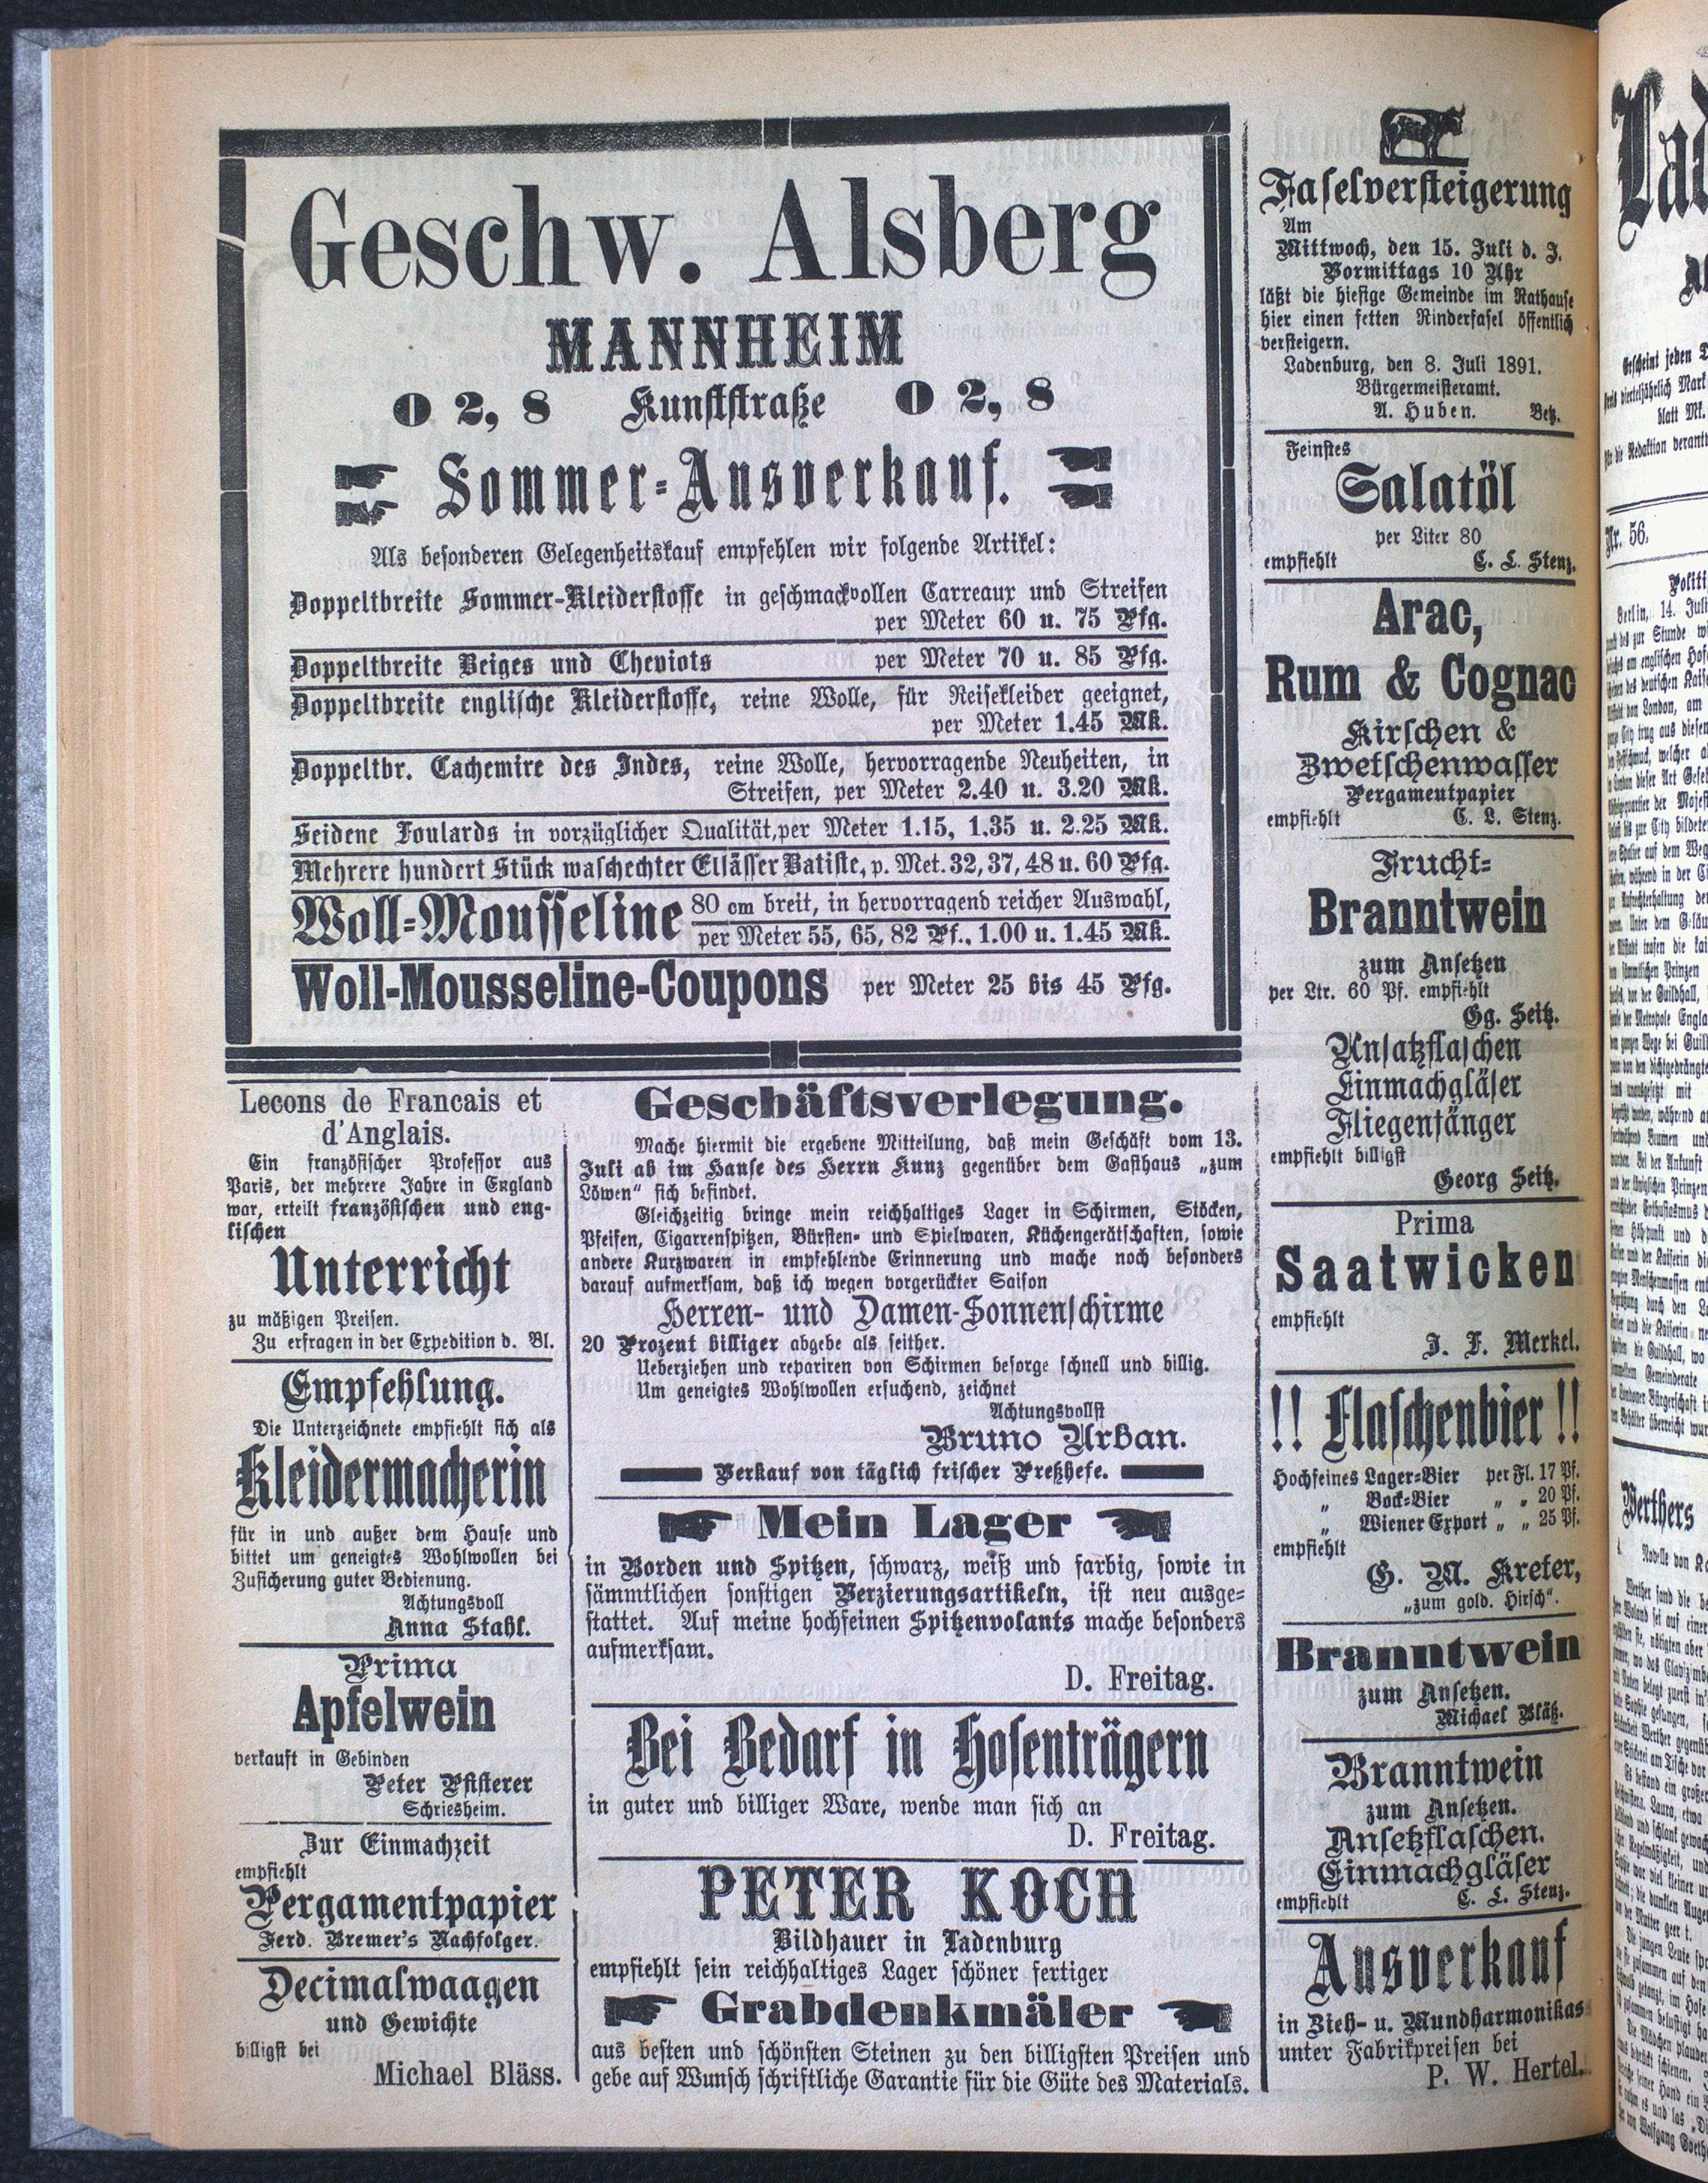 Geschw. Alsberg
MANNHEIM
O 2, 8 Kunststraße O 2, 8
Sommer-Ausverkauf.
Als besonderen Gelegenheitskauf empfehlen wir folgende Artikel:
Doppeltbreite Sommer-Kleiderstoffe in geschmackvollen Carreaux und Streifen
per Meter 60 u. 75 Pfg.
Doppeltbreite Beiges und Cheviots per Meter 70 u. 85 Pfg.
Doppeltbreite englische Kleiderstoffe, reine Wolle, für Reisekleider geeignet,
per Meter 1.45 Mk.
Doppeltbr. Cachemire des Indes, reine Wolle, hervorragende Neuheiten, in
Streifen, per Meter 2.40 u. 3.20 Mk.
Seidene Foulards in vorzüglicher Qualität, per Meter 1.15, 1.35 u. 2.25 Mk.
Mehrere hundert Stück waschechter Elsässer Batiste, p. Met. 32, 37, 48 u. 60 Pfg.
Woll-Mousseline 80 cm breit, in hervorragend reicher Auswahl,
per Meter 55, 65, 82 Pf., 1.00 u. 1.45 Mk.
Woll-Mousseline-Coupons per Meter 25 bis 45 Pfg.
Lecons de Francais et
d'Anglais.
Ein französischer Professor aus
Paris, der mehrere Jahre in England
war, erteilt französischen und eng-
lischen
Unterricht
zu mäßigen Preisen.
Zu erfragen in der Expedition d. Bl.
Empfehlung.
Die Unterzeichnete empfiehlt sich als
Kleidermacherin
für in und außer dem Hause und
bittet um geneigtes Wohlwollen bei
Zusicherung guter Bedienung.
Achtungsvoll
Anna Stahl.
Prima
Apfelwein
verkauft in Gebinden
Peter Pfisterer
Schriesheim.
Zur Einmachzeit
empfiehlt
Pergamentpapier
Ferd. Bremer's Nachfolger.
Decimalwaagen
und Gewichte
billigst bei
Michael Bläss.
Geschäftsverlegung.
Mache hiermit die ergebene Mitteilung, daß mein Geschäft vom 13.
Juli ab im Hause des Herrn Kunz gegenüber dem Gasthaus „zum
Löwen“ sich befindet.
Gleichzeitig bringe mein reichhaltiges Lager in Schirmen, Stöcken,
Pfeifen, Cigarrenspitzen, Bürsten- und Spielwaren, Küchengerätschaften, sowie
andere Kurzwaren in empfehlende Erinnerung und mache noch besonders
darauf aufmerksam, daß ich wegen vorgerückter Saison
Herren- und Damen-Sonnenschirme
20 Prozent billiger abgebe als seither.
Ueberziehen und repariren von Schirmen besorge schnell und billig.
Um geneigtes Wohlwollen ersuchend, zeichnet
Achtungsvollst
Bruno Urban.
Verkauf von täglich frischer Preßhefe.
Mein Lager
in Borden und Spitzen, schwarz, weiß und farbig, sowie in
sämmtlichen sonstigen Verzierungsartikeln, ist neu ausge-
stattet. Auf meine hochfeinen Spitzenvolants mache besonders
aufmerksam.
D. Freitag.
Bei Bedarf in Hosenträgern
in guter und billiger Ware, wende man sich an
D. Freitag.
PETER KOCH
Bildhauer in Ladenburg
empfiehlt sein reichhaltiges Lager schöner fertiger
Grabdenkmäler
aus besten und schönsten Steinen zu den billigsten Preisen und
gebe auf Wunsch schriftliche Garantie für die Güte des Materials.
Faselversteigerung
Am
Mittwoch, den 15. Juli d. J.
Vormittags 10 Uhr
läßt die hiesige Gemeinde im Rathause
hier einen fetten Rinderfasel öffentlich
versteigern.
Ladenburg, den 8. Juli 1891.
Bürgermeisteramt.
A. Huben. Betz.
Feinstes
Salatöl
per Liter 80
empfiehlt C. L. Stenz.
Arac,
Rum & Cognac
Kirschen &
Zwetschenwasser
Pergamentpapier
empfiehlt C. L. Stenz.
Frucht-
Branntwein
zum Ansetzen
per Ltr. 60 Pf. empfiehlt
Gg. Seitz.
Ansatzflaschen
Einmachgläser
Fliegenfänger
empfiehlt billigst
Georg Seitz.
Prima
Saatwicken
empfiehlt
J. F. Merkel.
!! Flaschenbier !!
Hochfeines Lager-Bier per Fl. 17 Pf.
„ Bock-Bier „ „ 20 Pf.
„ Wiener Export „ „ 25 Pf.
empfiehlt
G. M. Kreter,
„zum gold. Hirsch“.
Branntwein
zum Ansetzen.
Michael Bläß.
Branntwein
zum Ansetzen.
Ansetzflaschen.
Einmachgläser
empfiehlt C. L. Stenz.
Ausverkauf
in Zieh- u. Mundharmonikas
unter Fabrikpreisen bei
P. W. Hertel.
Lad
Nr. 56.
Berlin, 14. Juli
Werthers